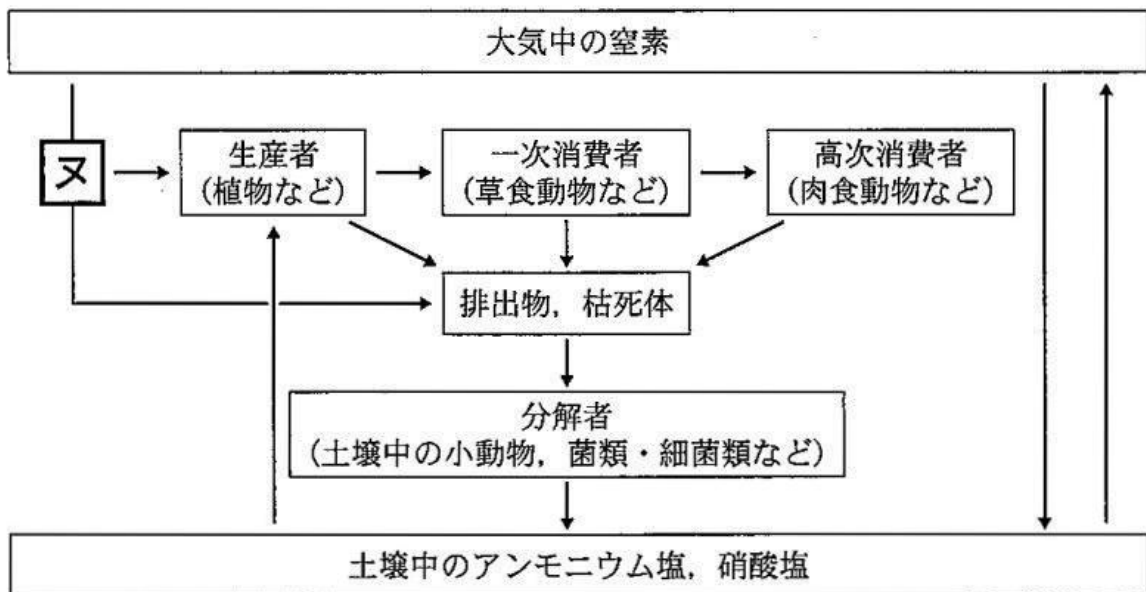 大気中の窒素
ヌ
生産者
(植物など)
一次消費者
(草食動物など)
高次消費者
(肉食動物など)
排出物，枯死体
分解者
(土壌中の小動物，菌類・細菌類など)
土壌中のアンモニウム塩，硝酸塩